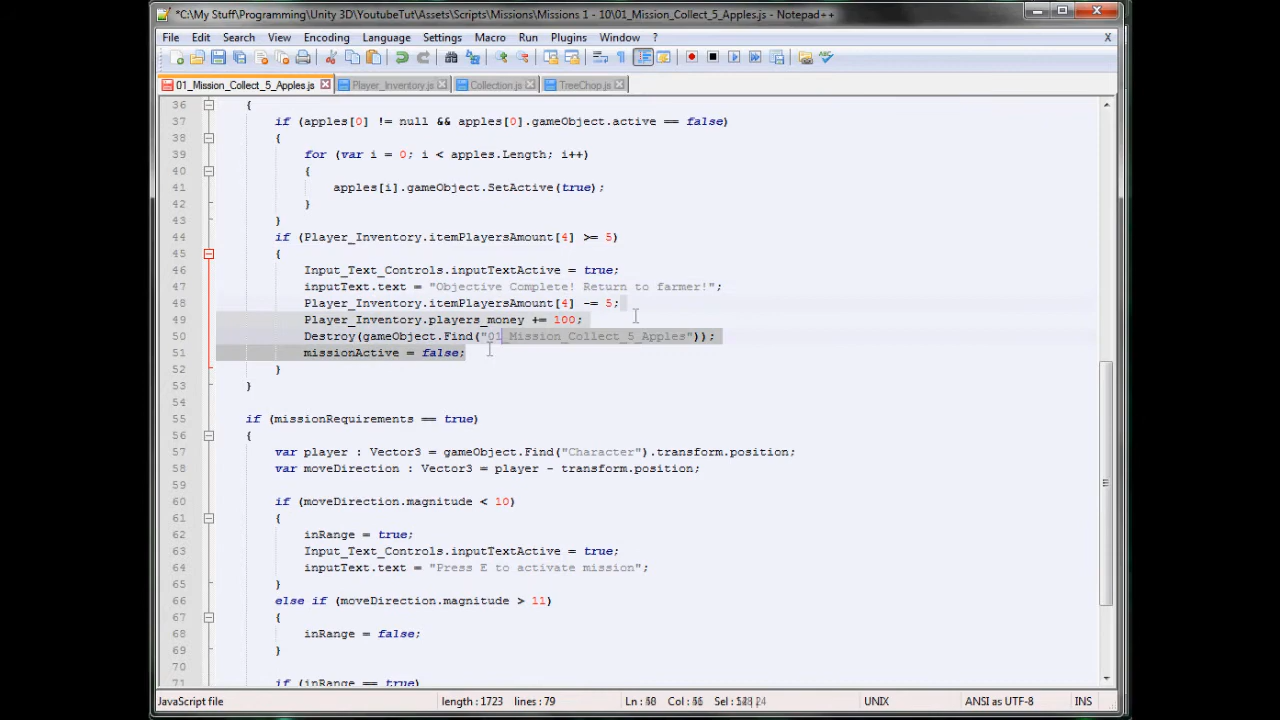 *C:\My Stuff\Programming\Unity 3D\YoutubeTut\Assets\Scripts\Missions\Missions 1 - 10\01_Mission_Collect_5_Apples.js - Notepad++
File Edit Search View Encoding Language Settings Macro Run Plugins Window ? X
01_Mission_Collect_5_Apples.js Player_Inventory.js Collection.js TreeChop.js
36 {
37 if (apples[0] != null && apples[0].gameObject.active == false)
38 {
39 for (var i = 0; i < apples.Length; i++)
40 {
41 apples[i].gameObject.SetActive(true);
42 }
43 }
44 if (Player_Inventory.itemPlayersAmount[4] >= 5)
45 {
46 Input_Text_Controls.inputTextActive = true;
47 inputText.text = "Objective Complete! Return to farmer!";
48 Player_Inventory.itemPlayersAmount[4] -= 5;
49 Player_Inventory.players_money += 100;
50 Destroy(gameObject.Find("01_Mission_Collect_5_Apples"));
51 missionActive = false;
52 }
53 }
54
55 if (missionRequirements == true)
56 {
57 var player : Vector3 = gameObject.Find("Character").transform.position;
58 var moveDirection : Vector3 = player - transform.position;
59
60 if (moveDirection.magnitude < 10)
61 {
62 inRange = true;
63 Input_Text_Controls.inputTextActive = true;
64 inputText.text = "Press E to activate mission";
65 }
66 else if (moveDirection.magnitude > 11)
67 {
68 inRange = false;
69 }
70
71 if (inRange == true)
JavaScript file length : 1723 lines : 79 Ln : Col : Sel : UNIX ANSI as UTF-8 INS